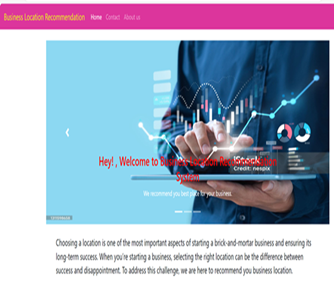 Business Location Recommendation Home Contact About us
Hey! , Welcome to Business Location Recommendation
System
iStock
Credit: nespix
We recommend you best place for your business.
Choosing a location is one of the most important aspects of starting a brick-and-mortar business and ensuring its
long-term success. When you're starting a business, selecting the right location can be the difference between
success and disappointment. To address this challenge, we are here to recommend you business location.